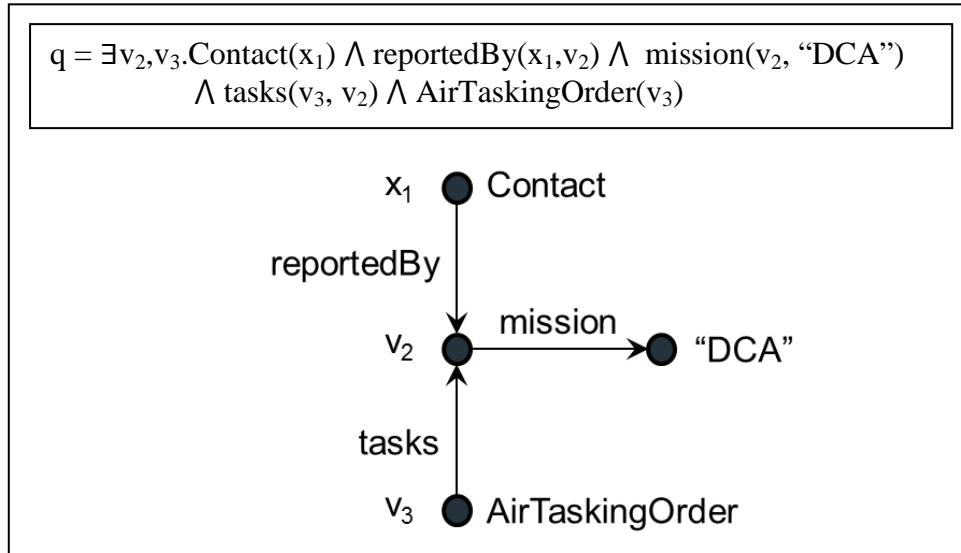 q = ∃v₂,v₃.Contact(x₁) Λ reportedBy(x₁,v₂) Λ mission(v₂, “DCA”)
Λ tasks(v₃, v₂) Λ AirTaskingOrder(v₃)
x₁ Contact
reportedBy
mission
v₂ “DCA”
tasks
v₃ AirTaskingOrder